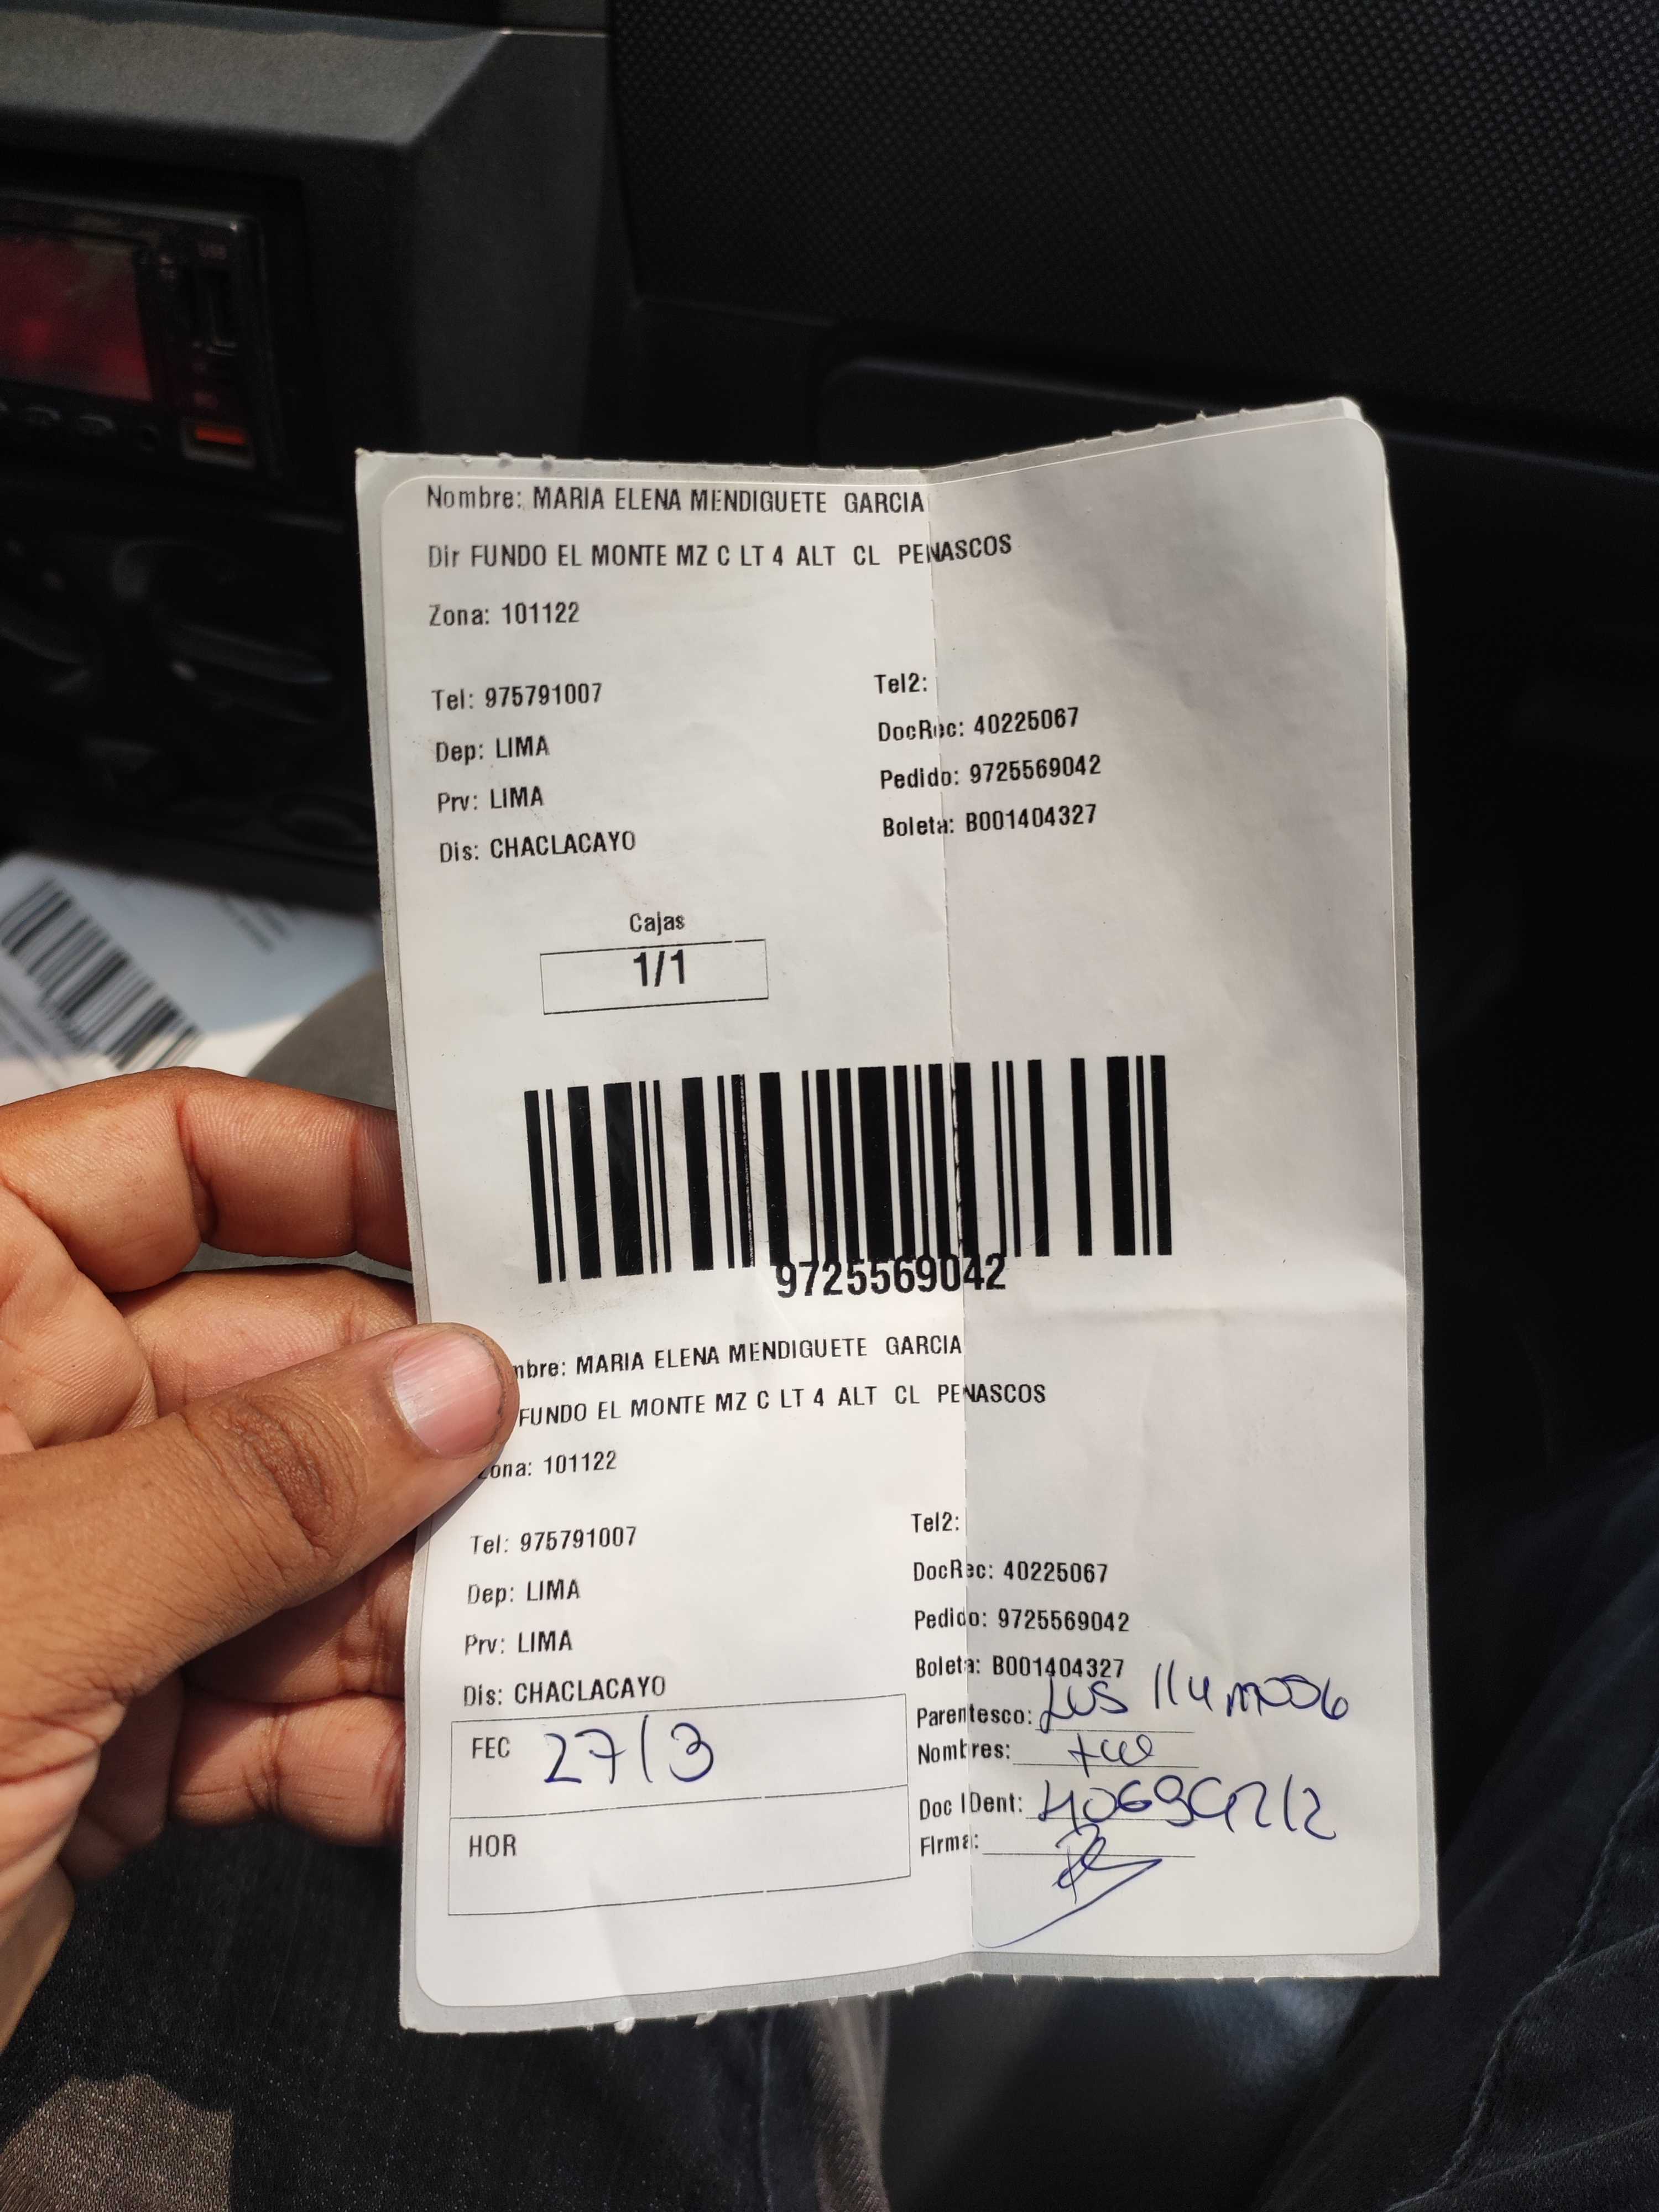 Nombre: MARIA ELENA MENDIGUETE GARCIA
Dir FUNDO EL MONTE MZ C LT 4 ALT CL PENASCOS
Zona: 101122
Tel: 975791007 Tel2:
Dep: LIMA DocRec: 40225067
Prv: LIMA Pedido: 9725569042
Dis: CHACLACAYO Boleta: B001404327
Cajas
1/1
9725569042
mbre: MARIA ELENA MENDIGUETE GARCIA
FUNDO EL MONTE MZ C LT 4 ALT CL PENASCOS
Zona: 101122
Tel: 975791007 Tel2:
Dep: LIMA DocRec: 40225067
Prv: LIMA Pedido: 9725569042
Dis: CHACLACAYO Boleta: B001404327
FEC 27/3 Parentesco:
Nombres:
Doc IDent:
HOR Firma: